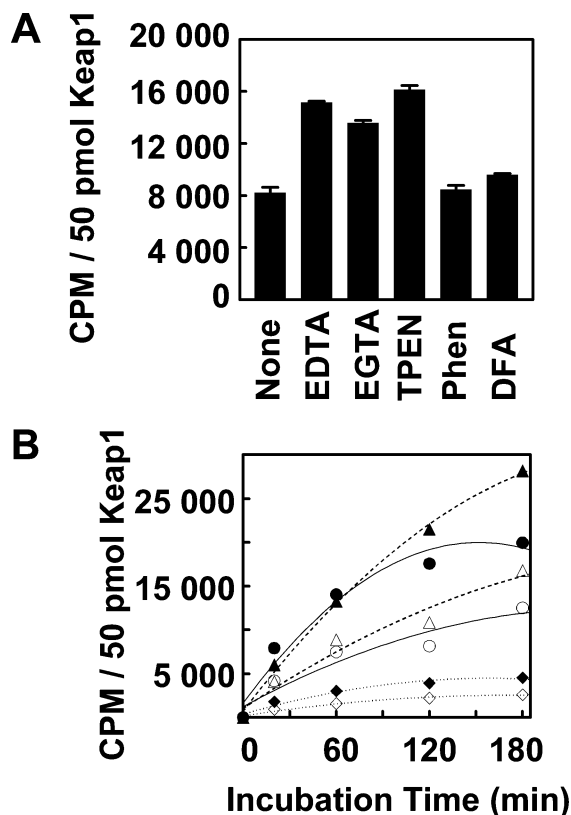 A
CPM / 50 pmol Keap1
20 000
16 000
12 000
8 000
4 000
0
None
EDTA
EGTA
TPEN
Phen
DFA
B
CPM / 50 pmol Keap1
25 000
15 000
5 000
0 60 120 180
Incubation Time (min)